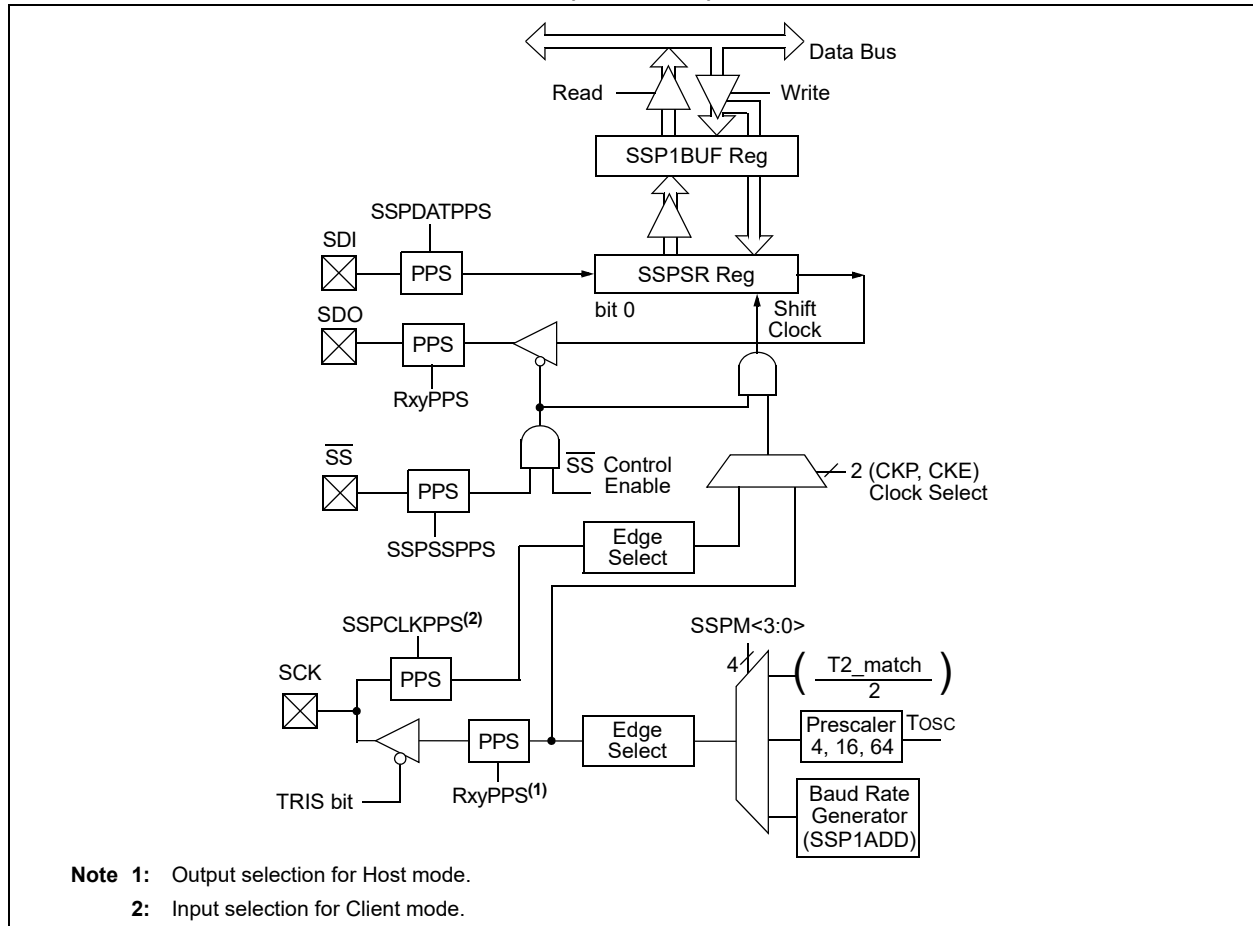 Data Bus
Read
Write
SSP1BUF Reg
SSPDATPPS
SDI
PPS
SSPSR Reg
bit 0
Shift
Clock
SDO
PPS
RxyPPS
SS
PPS
SS Control
Enable
2 (CKP, CKE)
Clock Select
SSPSSPPS
Edge
Select
SSPCLKPPS(2)
SSPM<3:0>
4
( T2_match
2 )
SCK
PPS
Prescaler
4, 16, 64
TOSC
PPS
Edge
Select
RxyPPS(1)
TRIS bit
Baud Rate
Generator
(SSP1ADD)
Note 1: Output selection for Host mode.
2: Input selection for Client mode.